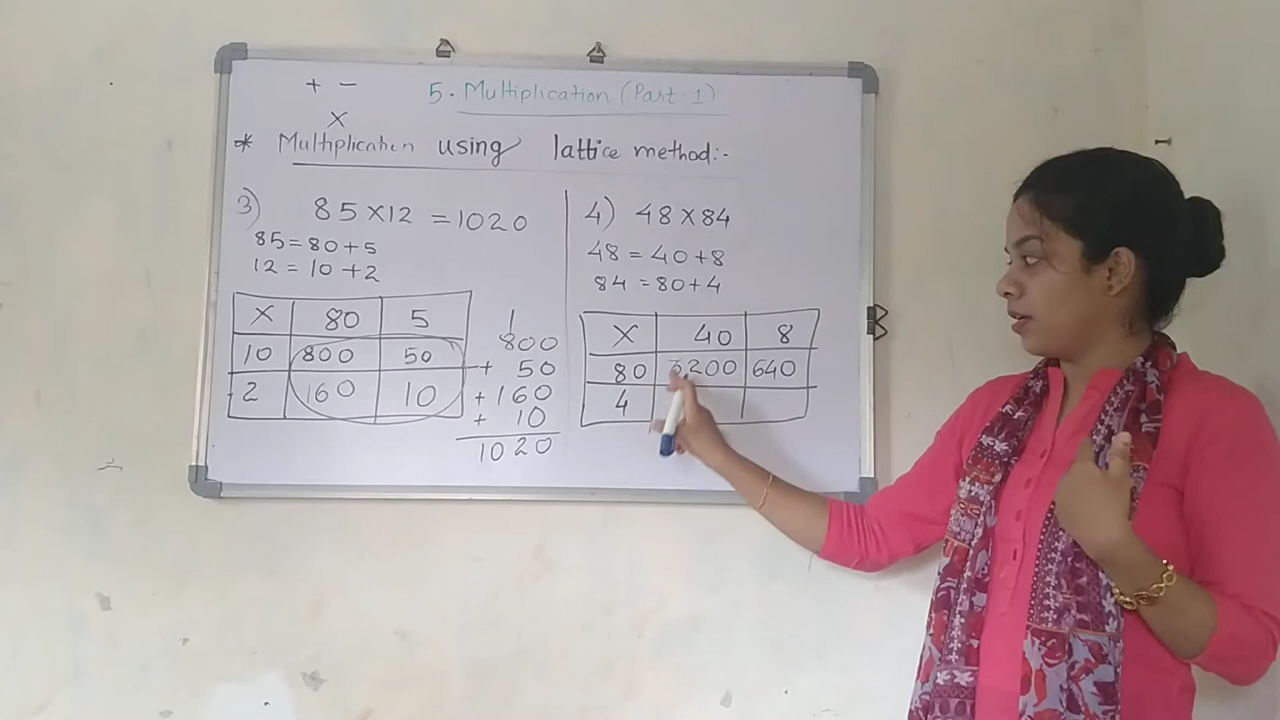 + -
×
5. Multiplication (Part-1)
* Multiplication using lattice method:-
3) 85 × 12 = 1020
85 = 80 + 5
12 = 10 + 2
× 80 5
10 800 50
2 160 10
1
800
+ 50
+ 160
+ 10
1020
4) 48 × 84
48 = 40 + 8
84 = 80 + 4
× 40 8
80 3200 640
4